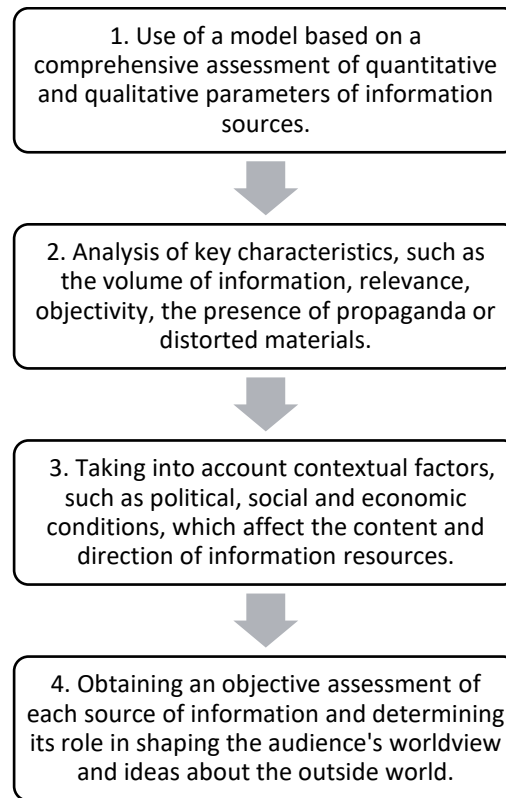 1. Use of a model based on a
comprehensive assessment of quantitative
and qualitative parameters of information
sources.
2. Analysis of key characteristics, such as
the volume of information, relevance,
objectivity, the presence of propaganda or
distorted materials.
3. Taking into account contextual factors,
such as political, social and economic
conditions, which affect the content and
direction of information resources.
4. Obtaining an objective assessment of
each source of information and determining
its role in shaping the audience's worldview
and ideas about the outside world.